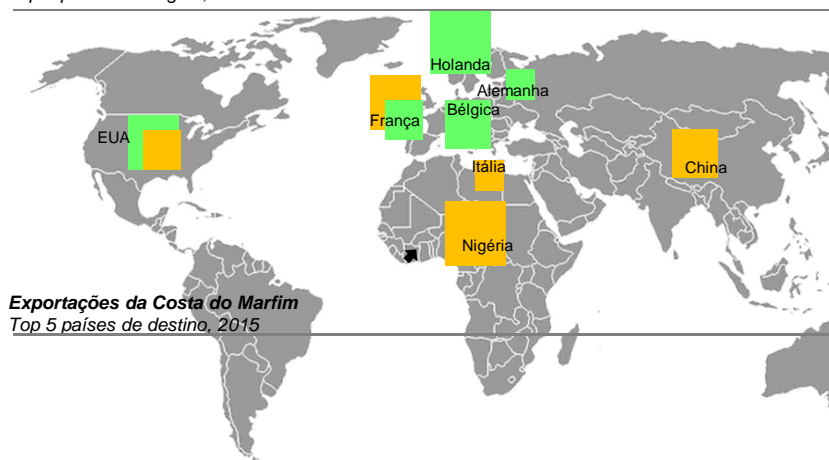 Holanda
Alemanha
Bélgica
França
EUA
Itália
China
Nigéria
Exportações da Costa do Marfim
Top 5 países de destino, 2015